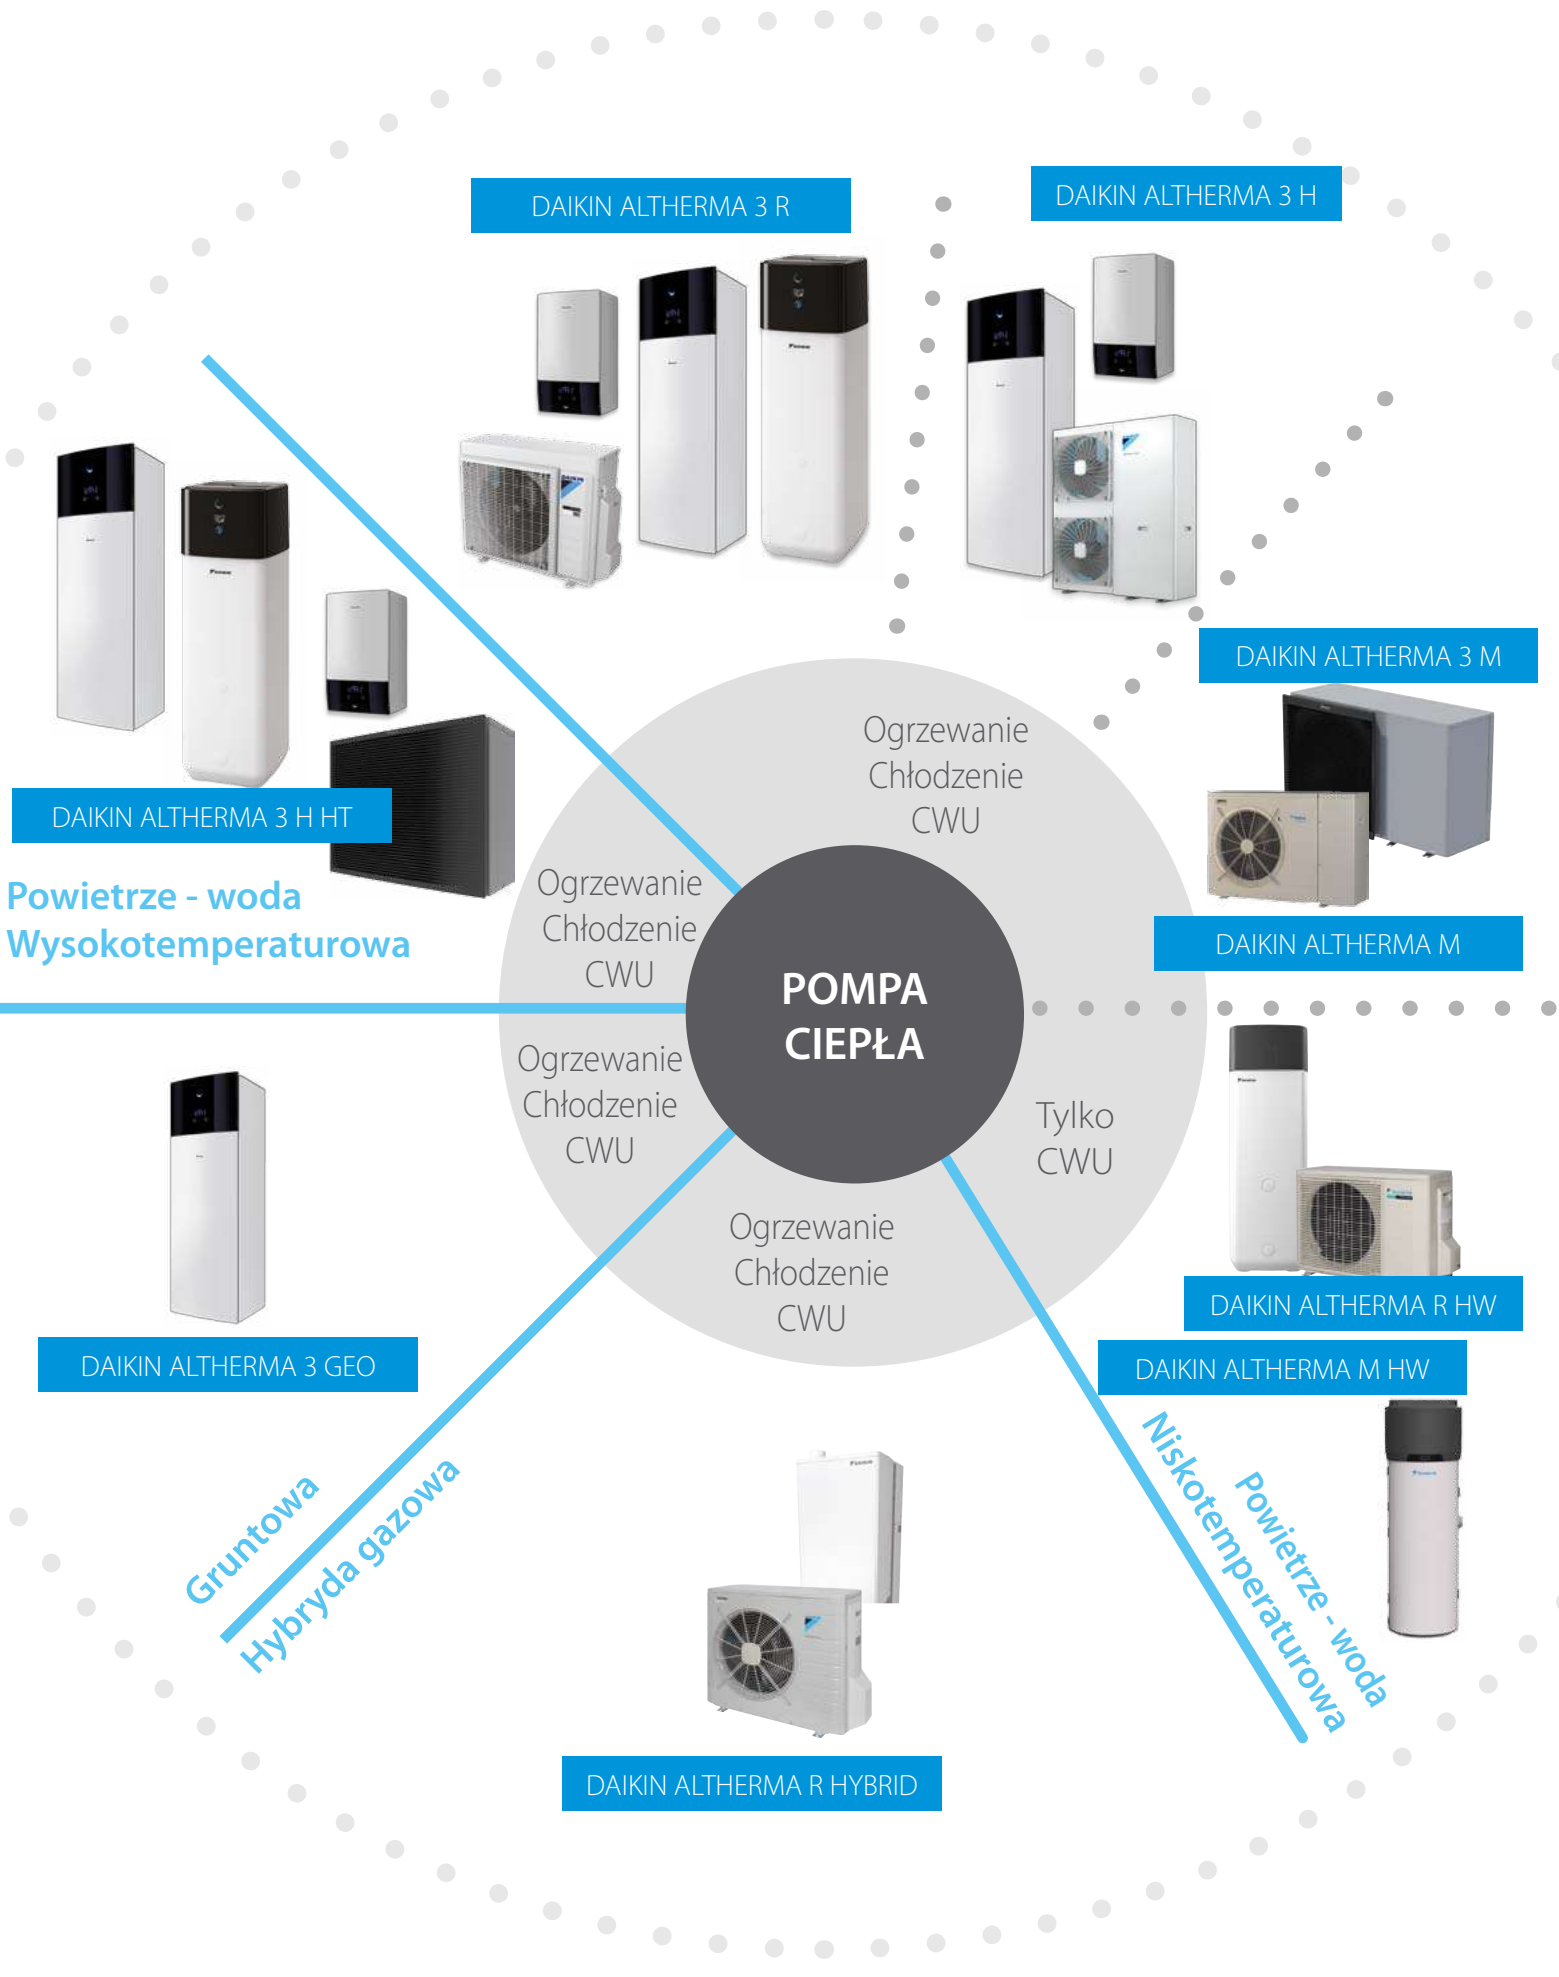 DAIKIN ALTHERMA 3 R
DAIKIN ALTHERMA 3 H
DAIKIN ALTHERMA 3 M
DAIKIN ALTHERMA M
DAIKIN ALTHERMA 3 H HT
Powietrze - woda
Wysokotemperaturowa
Ogrzewanie
Chłodzenie
CWU
Ogrzewanie
Chłodzenie
CWU
POMPA
CIEPŁA
Ogrzewanie
Chłodzenie
CWU
Tylko
CWU
Ogrzewanie
Chłodzenie
CWU
DAIKIN ALTHERMA R HW
DAIKIN ALTHERMA M HW
DAIKIN ALTHERMA 3 GEO
Gruntowa
Hybryda gazowa
Powietrze - woda
Niskotemperaturowa
DAIKIN ALTHERMA R HYBRID